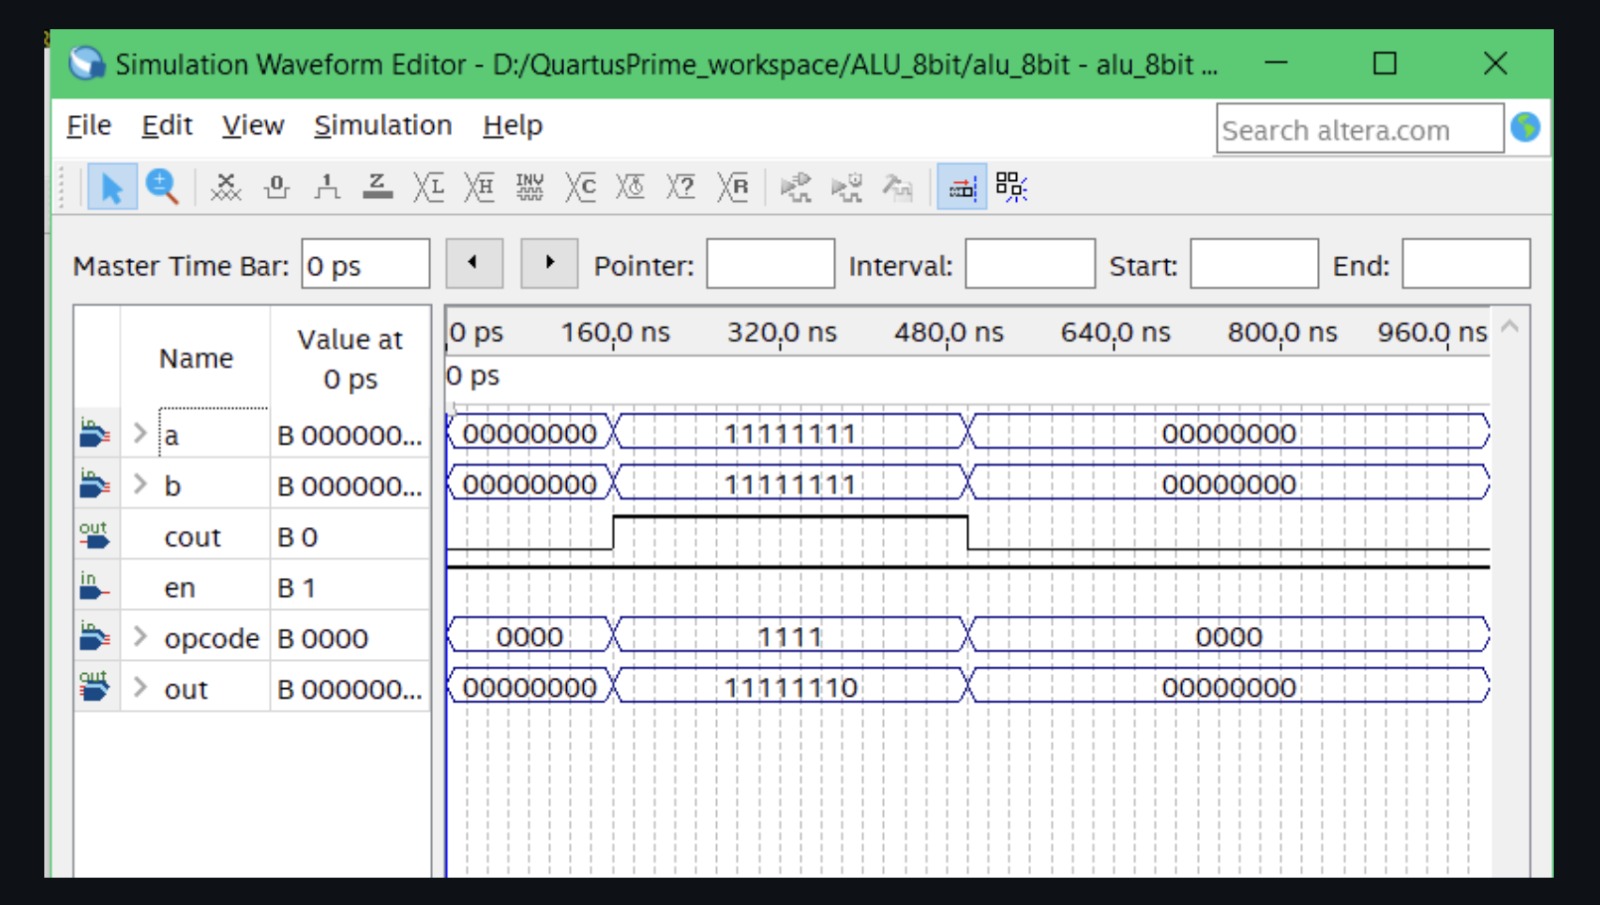 Simulation Waveform Editor - D:/QuartusPrime_workspace/ALU_8bit/alu_8bit - alu_8bit ...
File Edit View Simulation Help Search altera.com
X 0 1 Z L H INV C ? R
Master Time Bar: 0 ps Pointer: Interval: Start: End:
Name Value at 0 ps
0 ps 160.0 ns 320.0 ns 480.0 ns 640.0 ns 800.0 ns 960.0 ns
0 ps
in a B 000000... 00000000 11111111 00000000
in b B 000000... 00000000 11111111 00000000
out cout B 0
in en B 1
in opcode B 0000 0000 1111 0000
out out B 000000... 00000000 11111110 00000000